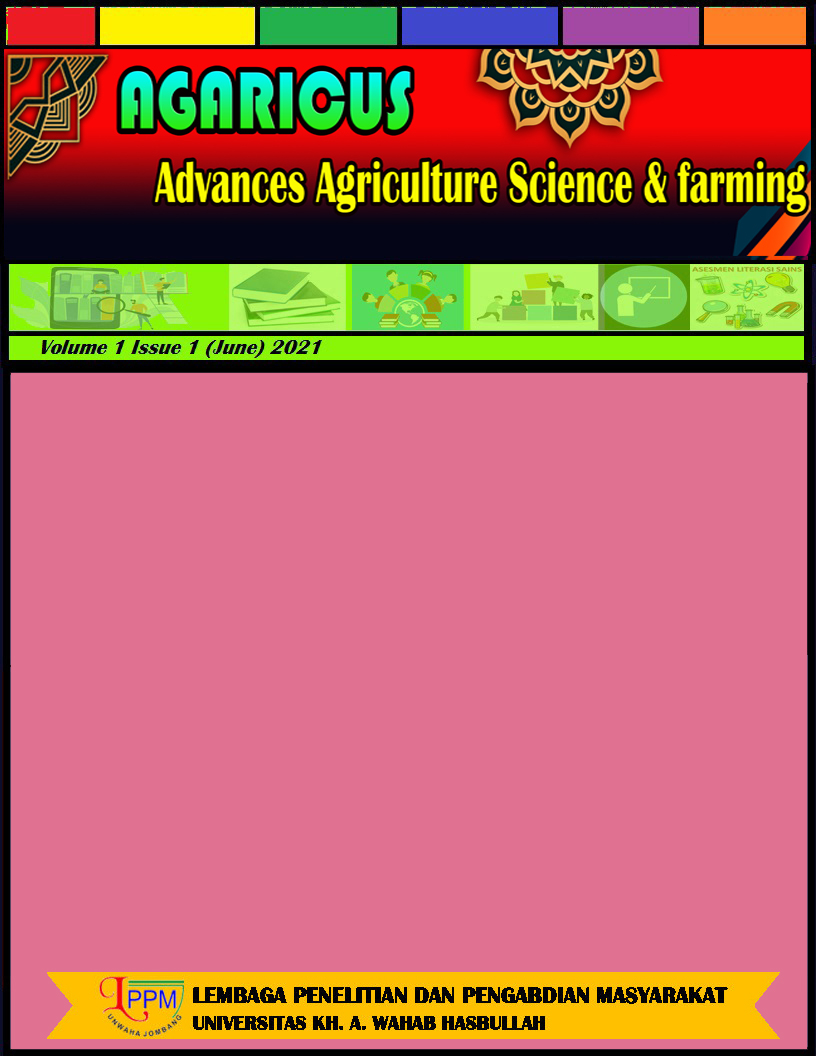 AGARICUS
Advances Agriculture Science & farming
ASESMEN LITERASI SAINS
Volume 1 Issue 1 (June) 2021
LPPM
UNWAHA JOMBANG
LEMBAGA PENELITIAN DAN PENGABDIAN MASYARAKAT
UNIVERSITAS KH. A. WAHAB HASBULLAH